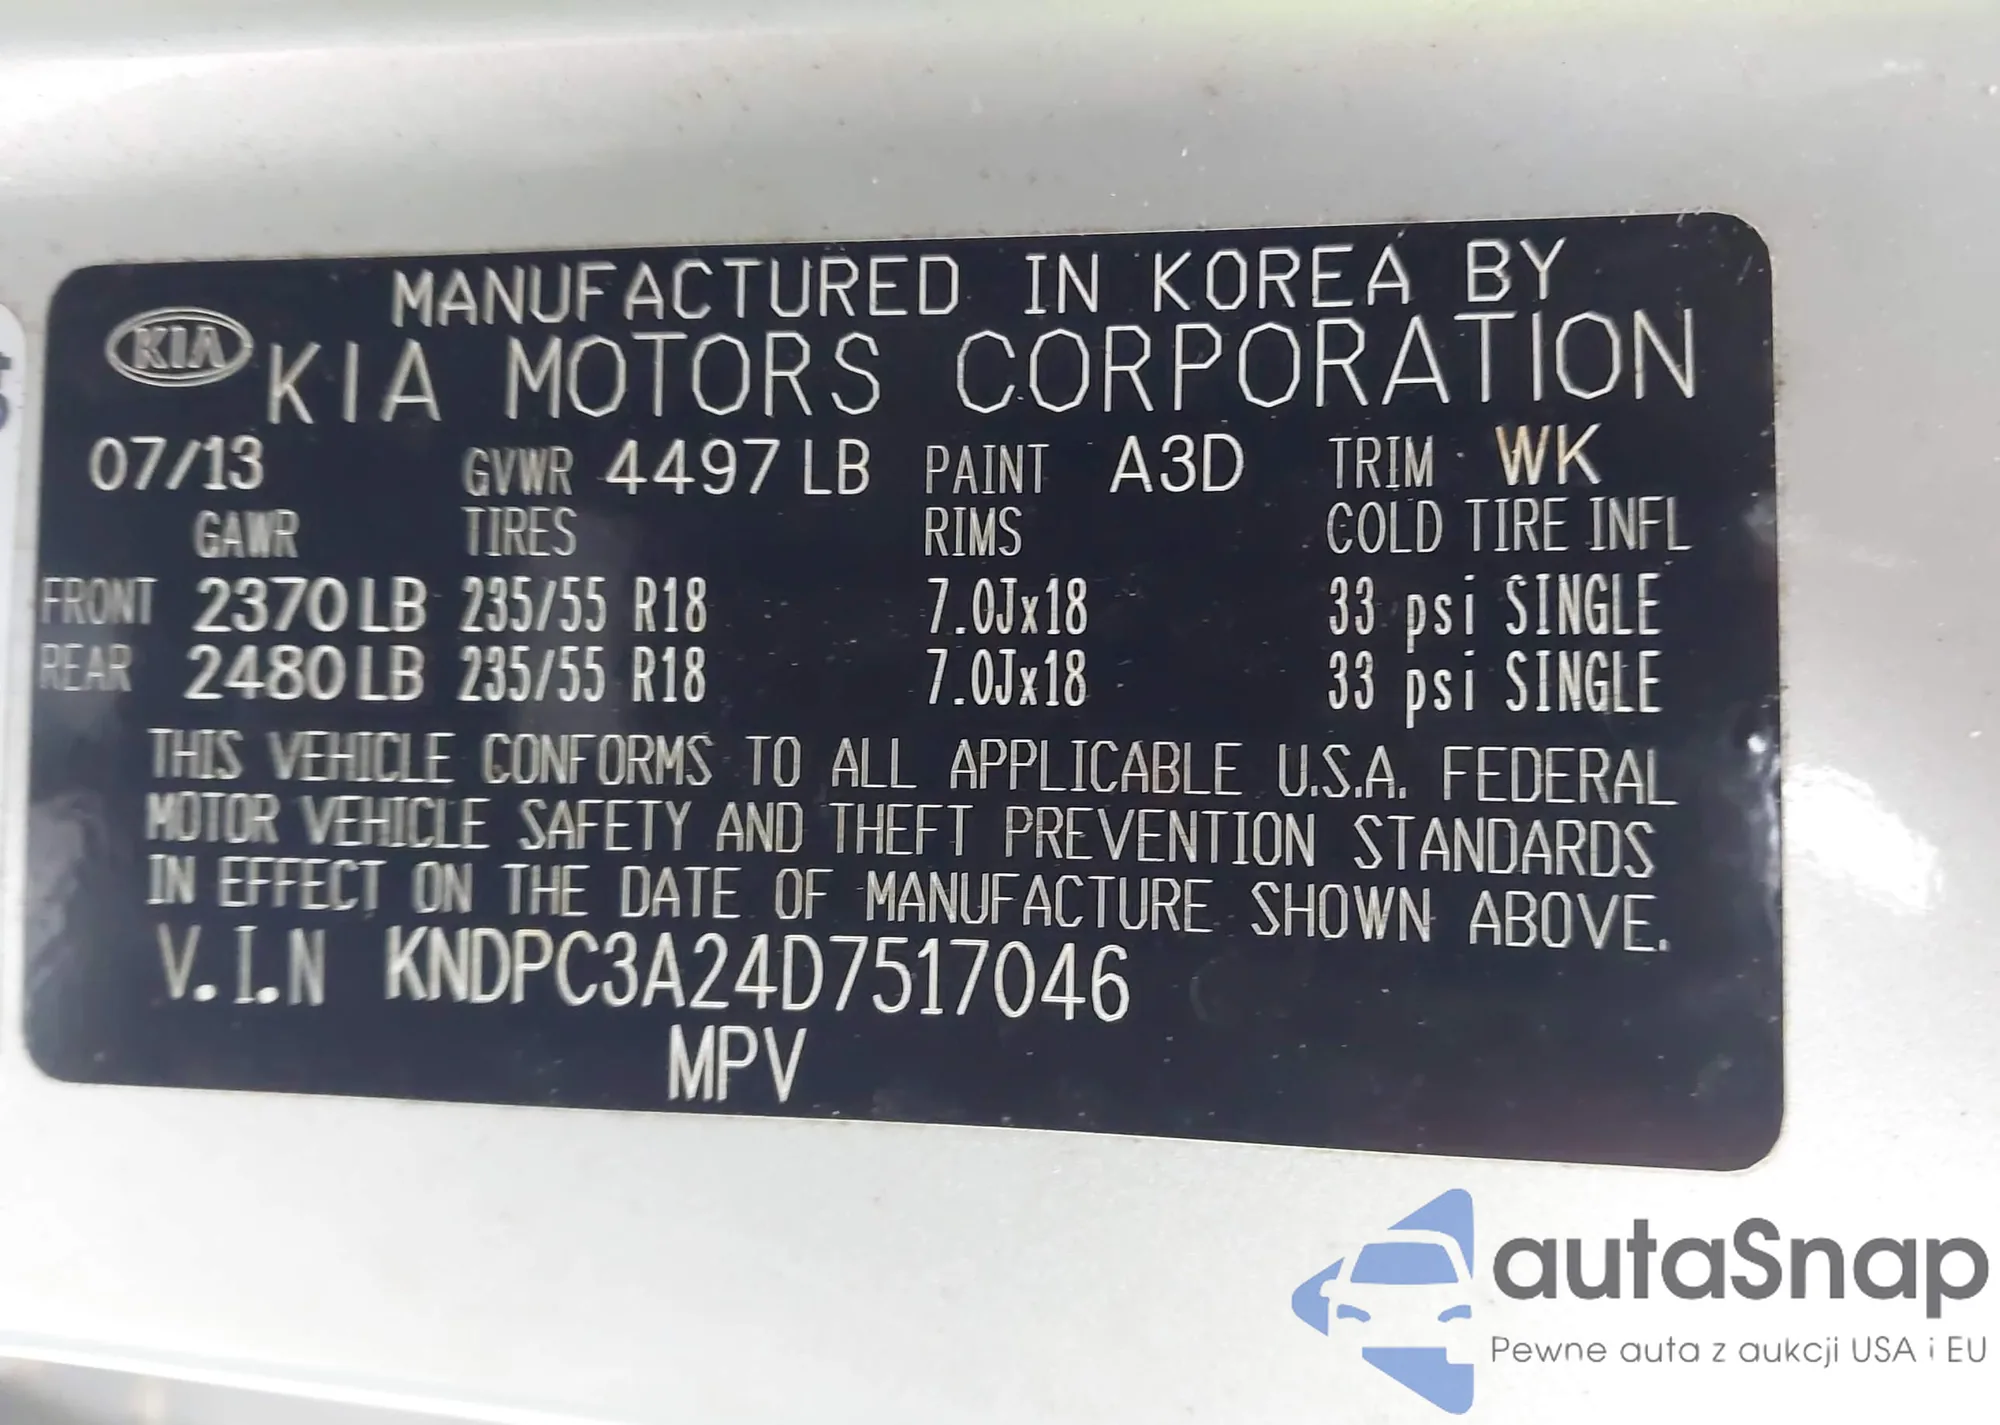 MANUFACTURED IN KOREA BY
KIA
KIA MOTORS CORPORATION
07/13 GVWR 4497 LB PAINT A3D TRIM WK
GAWR TIRES RIMS COLD TIRE INFL
FRONT 2370 LB 235/55 R18 7.0Jx18 33 psi SINGLE
REAR 2480 LB 235/55 R18 7.0Jx18 33 psi SINGLE
THIS VEHICLE CONFORMS TO ALL APPLICABLE U.S.A. FEDERAL
MOTOR VEHICLE SAFETY AND THEFT PREVENTION STANDARDS
IN EFFECT ON THE DATE OF MANUFACTURE SHOWN ABOVE.
V.I.N KNDPC3A24D7517046
MPV
autaSnap
Pewne auta z aukcji USA i EU